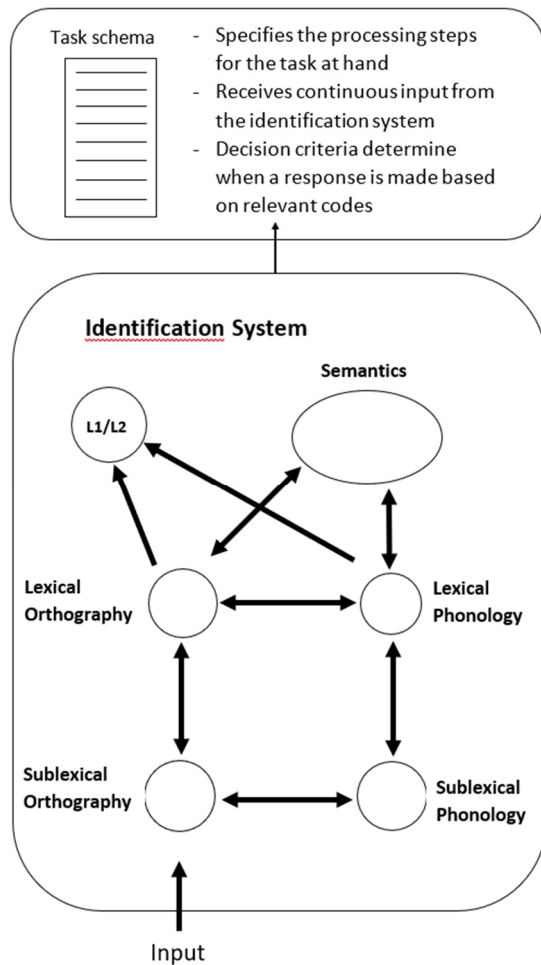 Task schema
- Specifies the processing steps
for the task at hand
- Receives continuous input from
the identification system
- Decision criteria determine
when a response is made based
on relevant codes
Identification System
Semantics
L1/L2
Lexical
Orthography
Lexical
Phonology
Sublexical
Orthography
Sublexical
Phonology
Input